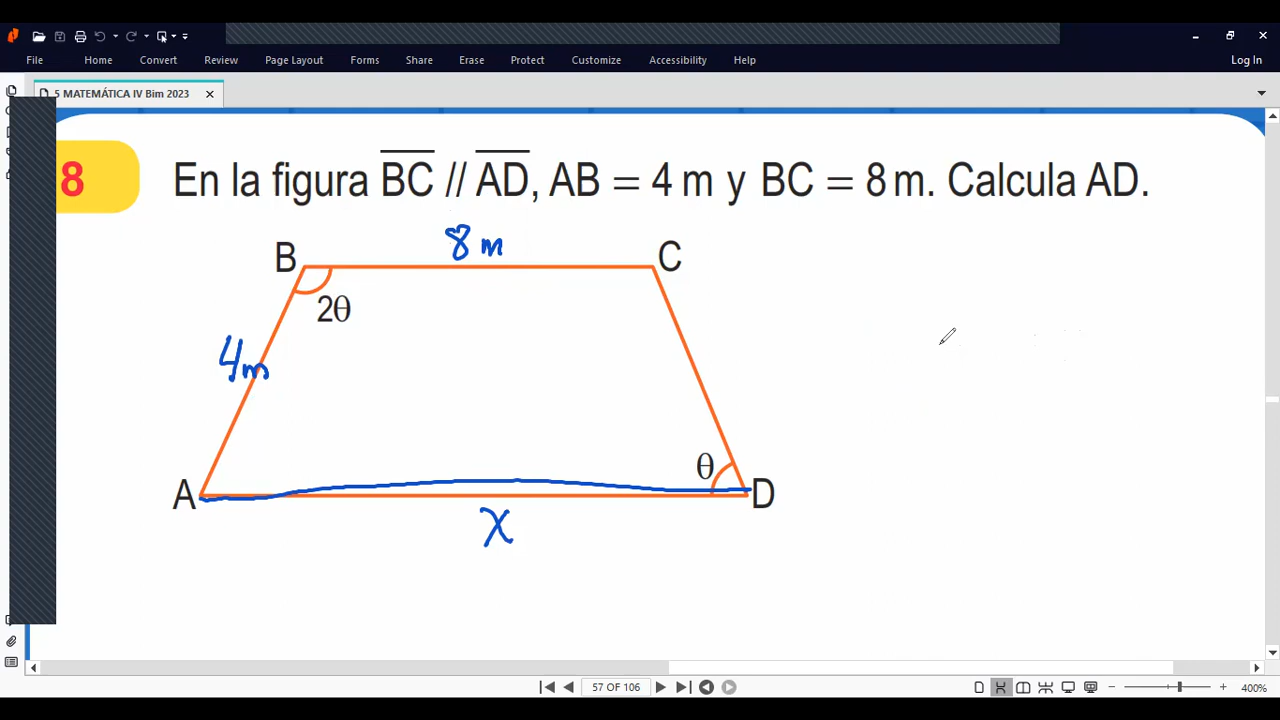 File Home Convert Review Page Layout Forms Share Erase Protect Customize Accessibility Help Log In
5 MATEMÁTICA IV Bim 2023
8 En la figura BC // AD, AB = 4 m y BC = 8 m. Calcula AD.
8 m
B C
2θ
4m
θ
A D
x
57 OF 106 400%